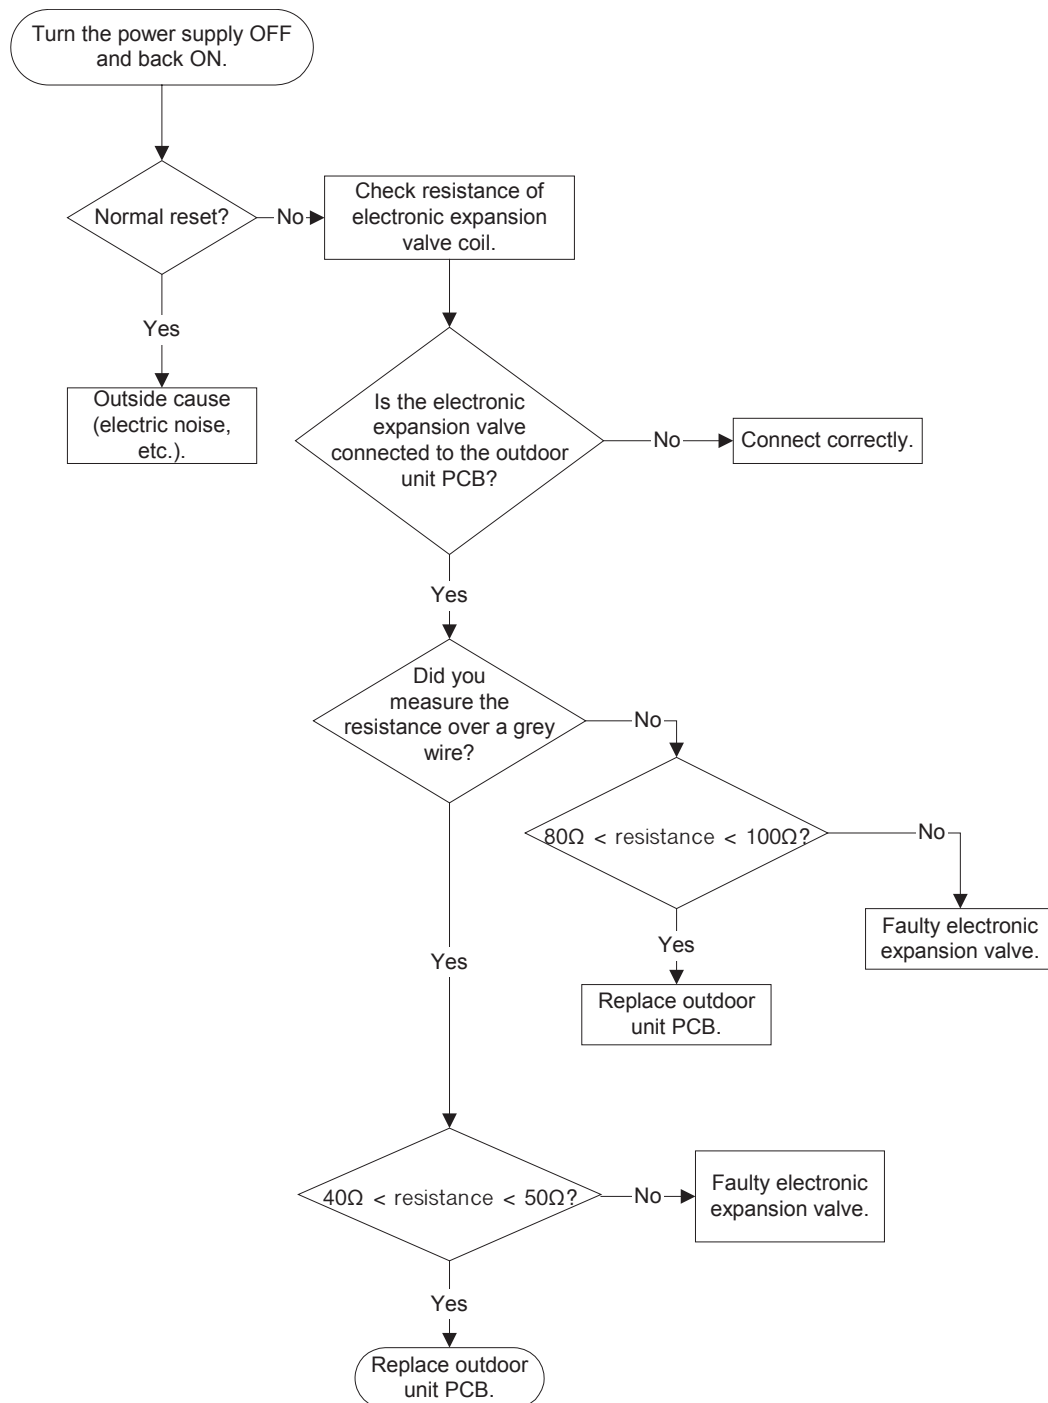 Turn the power supply OFF
and back ON.
Normal reset?
No
Check resistance of
electronic expansion
valve coil.
Yes
Outside cause
(electric noise,
etc.).
Is the electronic
expansion valve
connected to the outdoor
unit PCB?
No
Connect correctly.
Yes
Did you
measure the
resistance over a grey
wire?
No
80Ω < resistance < 100Ω?
No
Faulty electronic
expansion valve.
Yes
Replace outdoor
unit PCB.
Yes
40Ω < resistance < 50Ω?
No
Faulty electronic
expansion valve.
Yes
Replace outdoor
unit PCB.